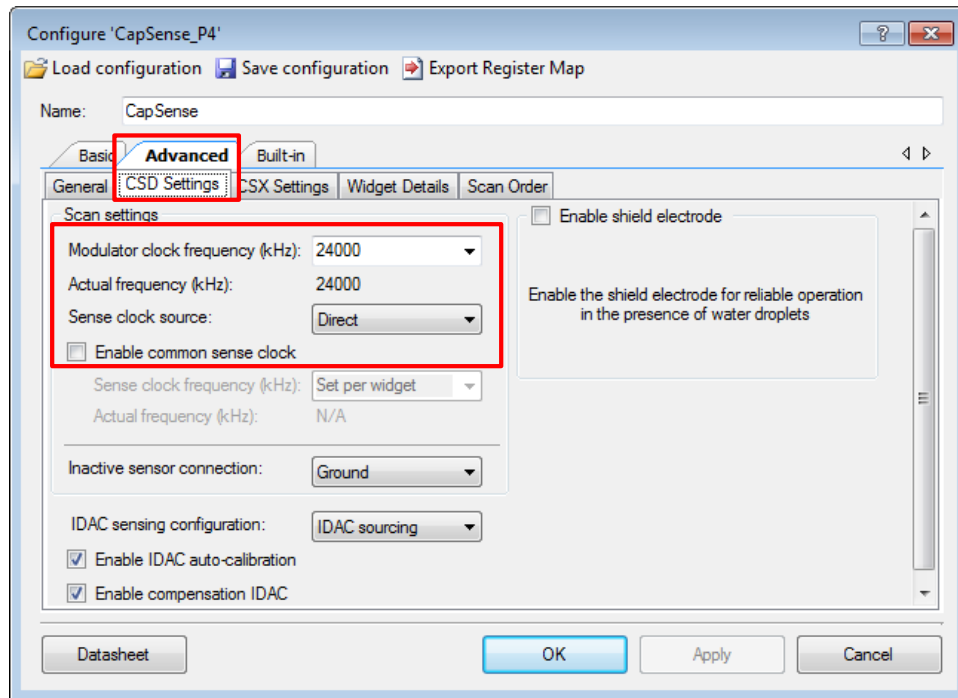 Configure 'CapSense_P4'
Load configuration Save configuration Export Register Map
Name: CapSense
Basic Advanced Built-in
General CSD Settings CSX Settings Widget Details Scan Order
Scan settings
Modulator clock frequency (kHz): 24000
Actual frequency (kHz): 24000
Sense clock source: Direct
Enable common sense clock
Sense clock frequency (kHz): Set per widget
Actual frequency (kHz): N/A
Inactive sensor connection: Ground
IDAC sensing configuration: IDAC sourcing
Enable IDAC auto-calibration
Enable compensation IDAC
Enable shield electrode
Enable the shield electrode for reliable operation
in the presence of water droplets
Datasheet OK Apply Cancel